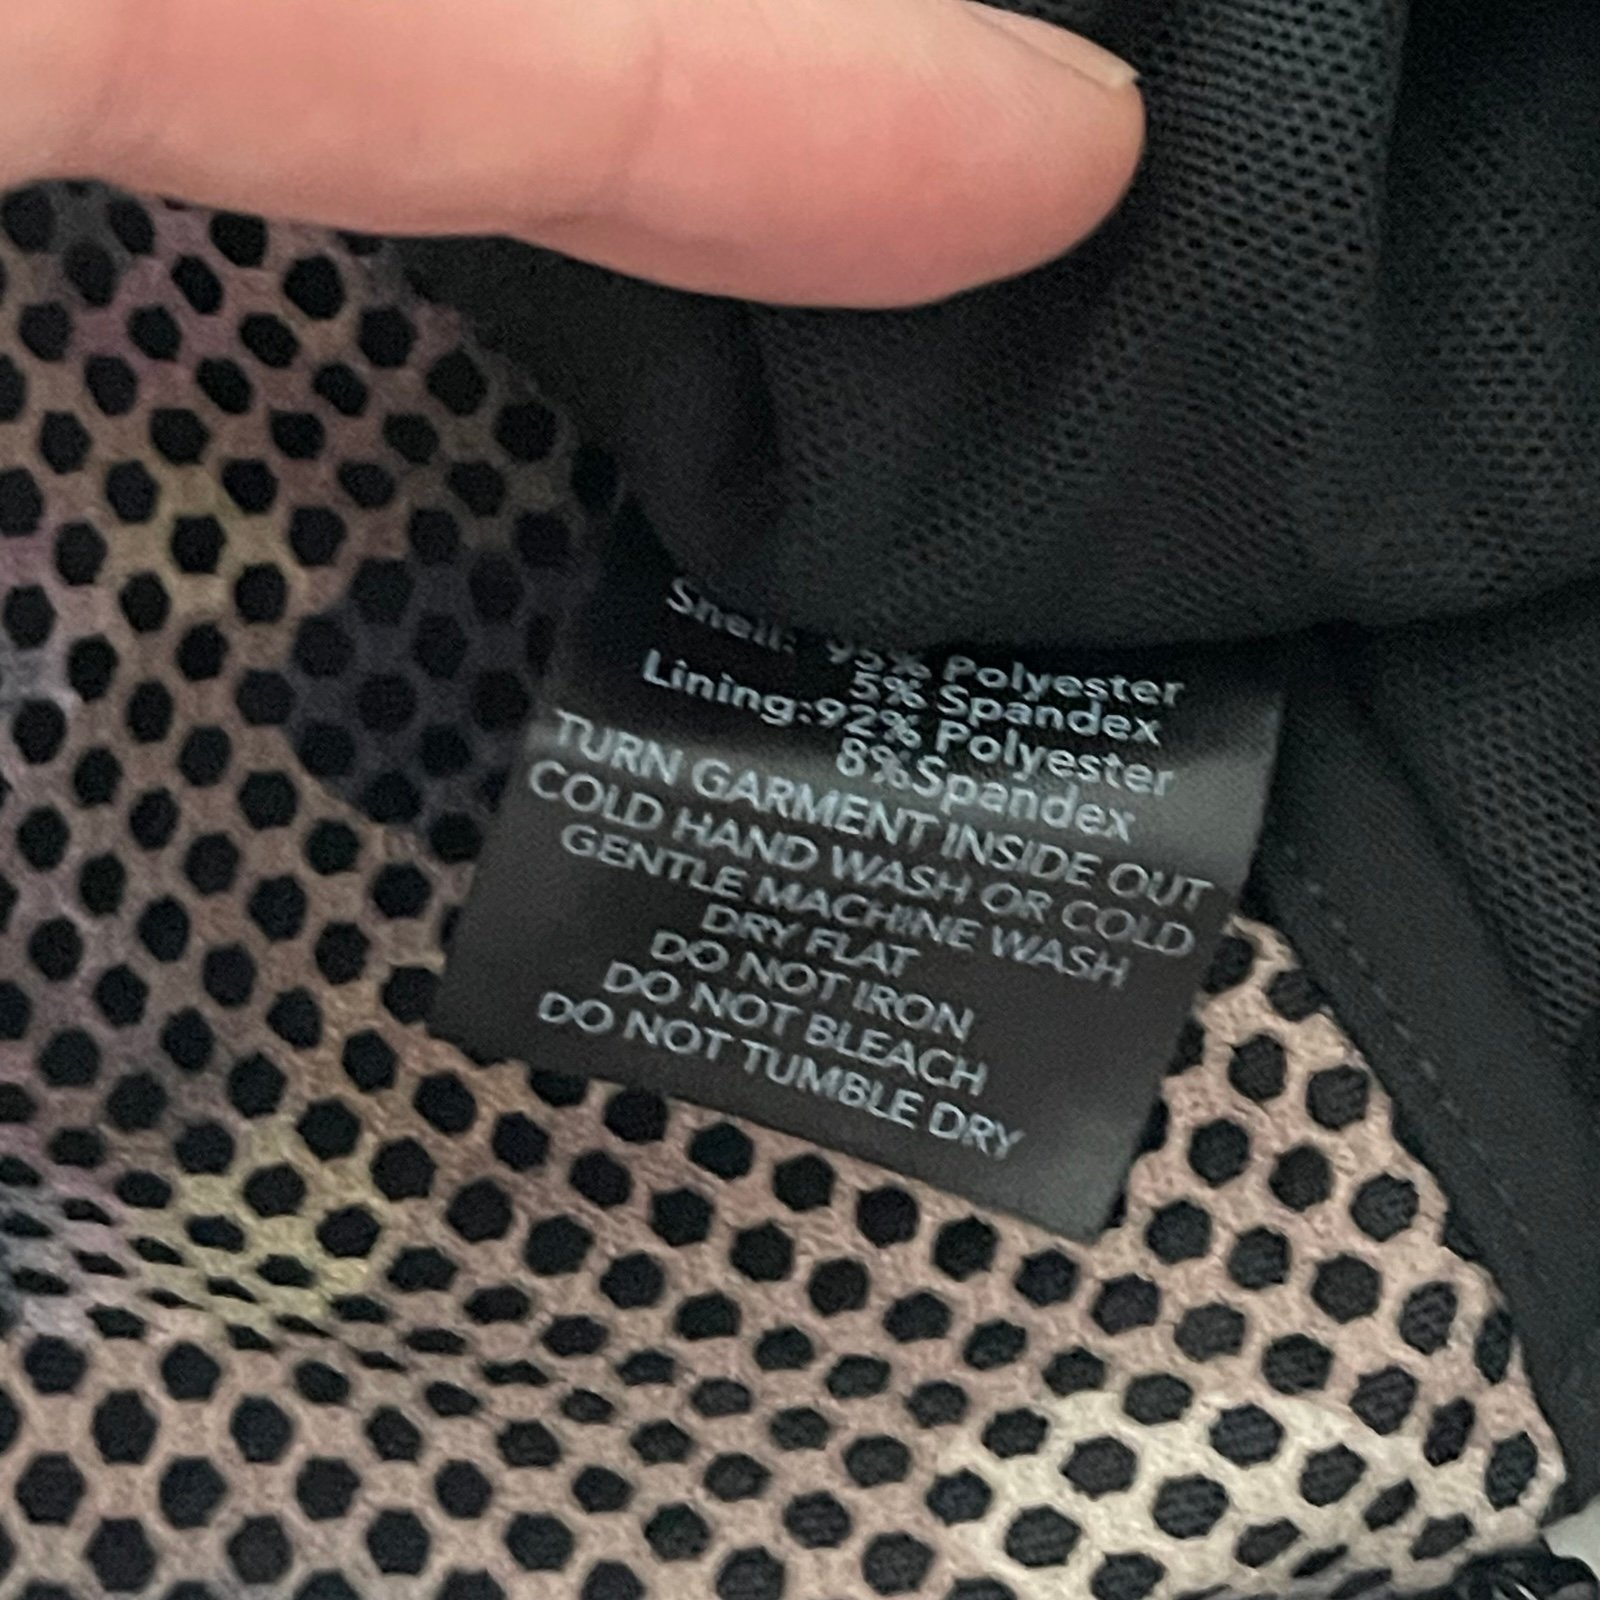 Shell: 95% Polyester
5% Spandex
Lining:92% Polyester
8%Spandex
TURN GARMENT INSIDE OUT
COLD HAND WASH OR COLD
GENTLE MACHINE WASH
DRY FLAT
DO NOT IRON
DO NOT BLEACH
DO NOT TUMBLE DRY